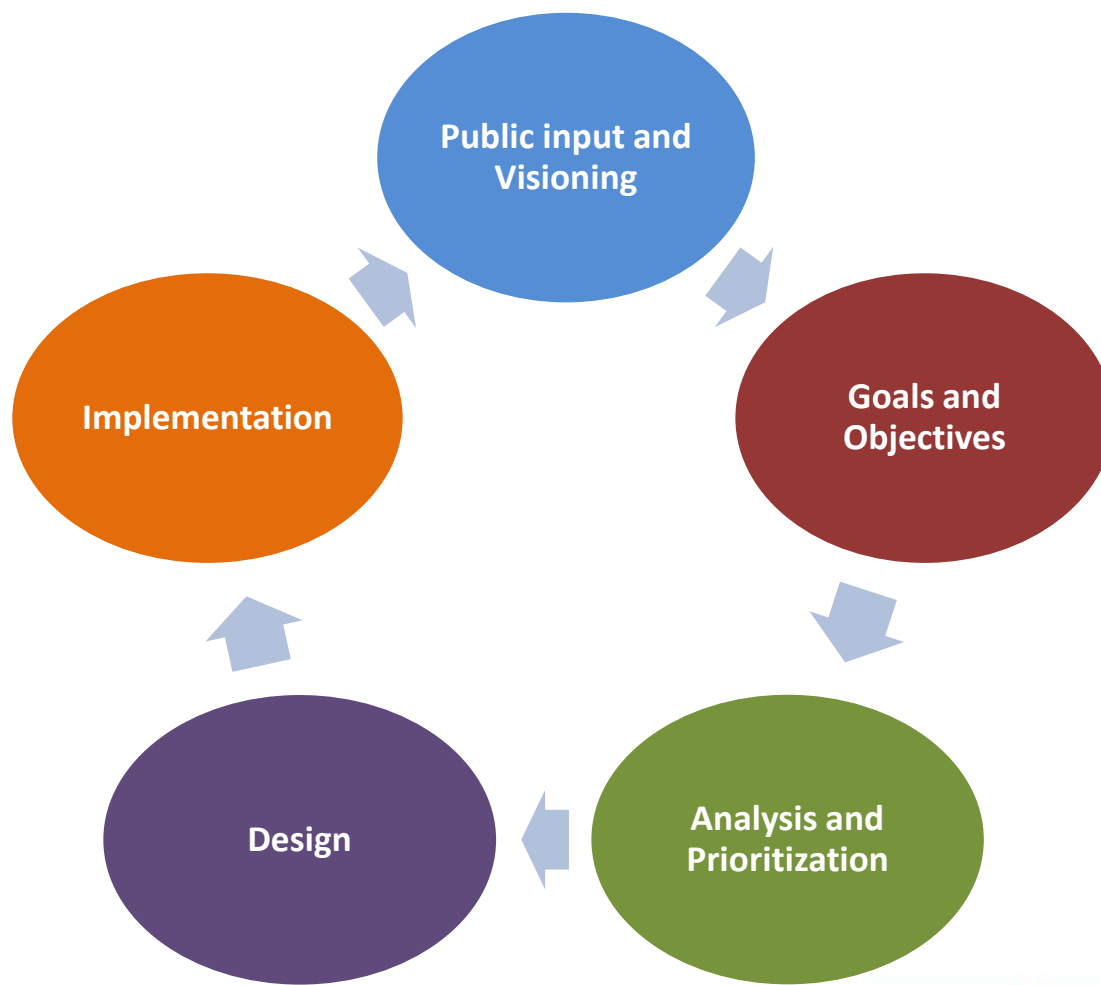 Public input and
Visioning
Goals and
Objectives
Analysis and
Prioritization
Design
Implementation